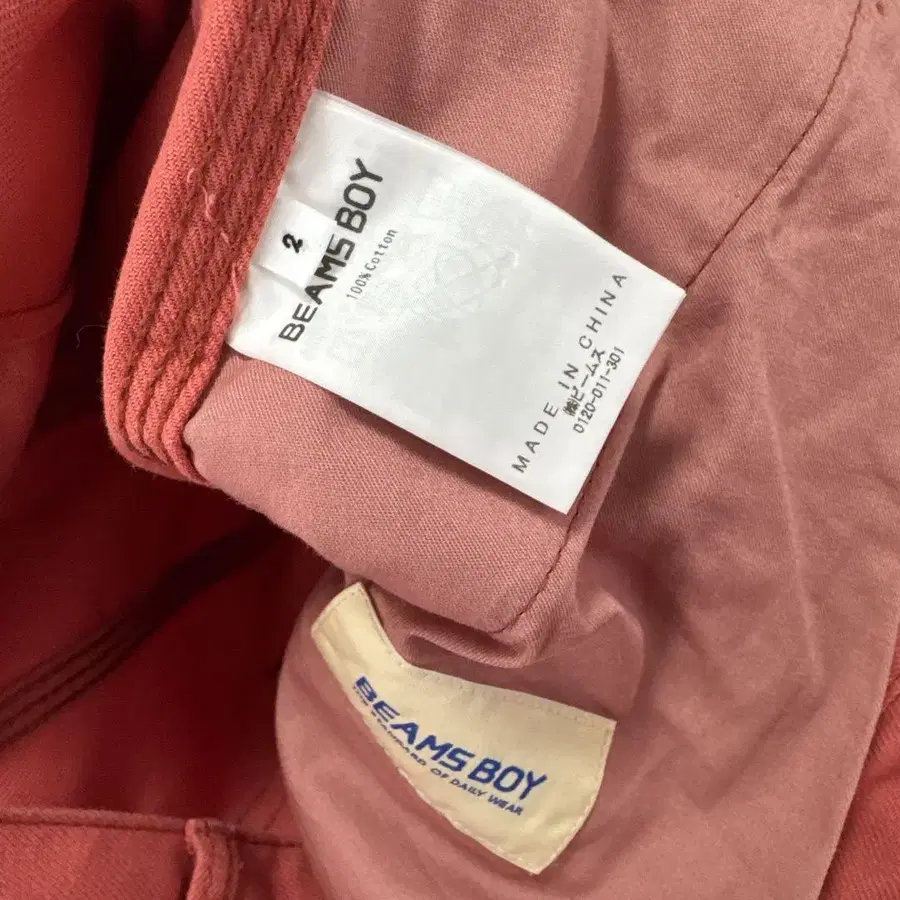 BEAMS BOY
2
100% Cotton
MADE IN CHINA
㈱ビームス
0120-011-301
BEAMS BOY
THE STANDARD OF DAILY WEAR